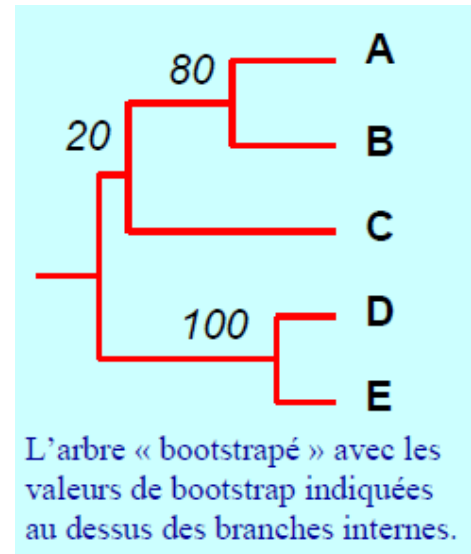 A
80
B
20
C
D
100
E
L'arbre « bootstrapé » avec les
valeurs de bootstrap indiquées
au dessus des branches internes.